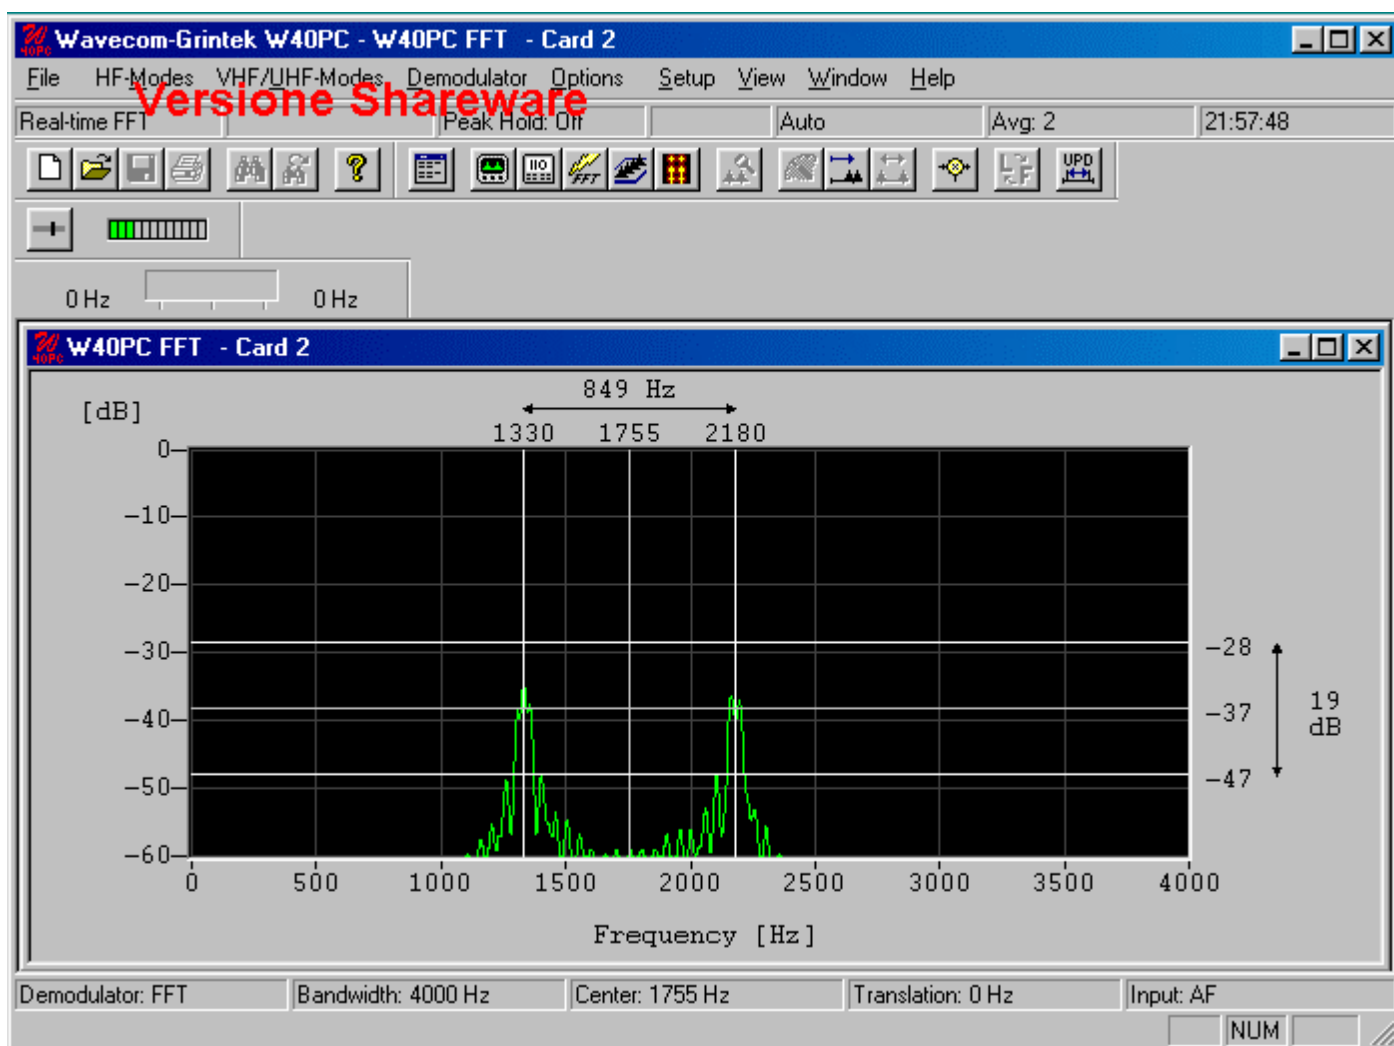 Wavecom-Grintek W40PC - W40PC FFT - Card 2
File HF-Modes VHF/UHF-Modes Demodulator Options Setup View Window Help
Versione Shareware
Real-time FFT Peak Hold: Off Auto Avg: 2 21:57:48
FFT L F UPD
0 Hz 0 Hz
W40PC FFT - Card 2
849 Hz
[dB]
1330 1755 2180
0
-10
-20
-30
-40
-50
-60
-28
-37
-47
19
dB
0 500 1000 1500 2000 2500 3000 3500 4000
Frequency [Hz]
Demodulator: FFT Bandwidth: 4000 Hz Center: 1755 Hz Translation: 0 Hz Input: AF
NUM